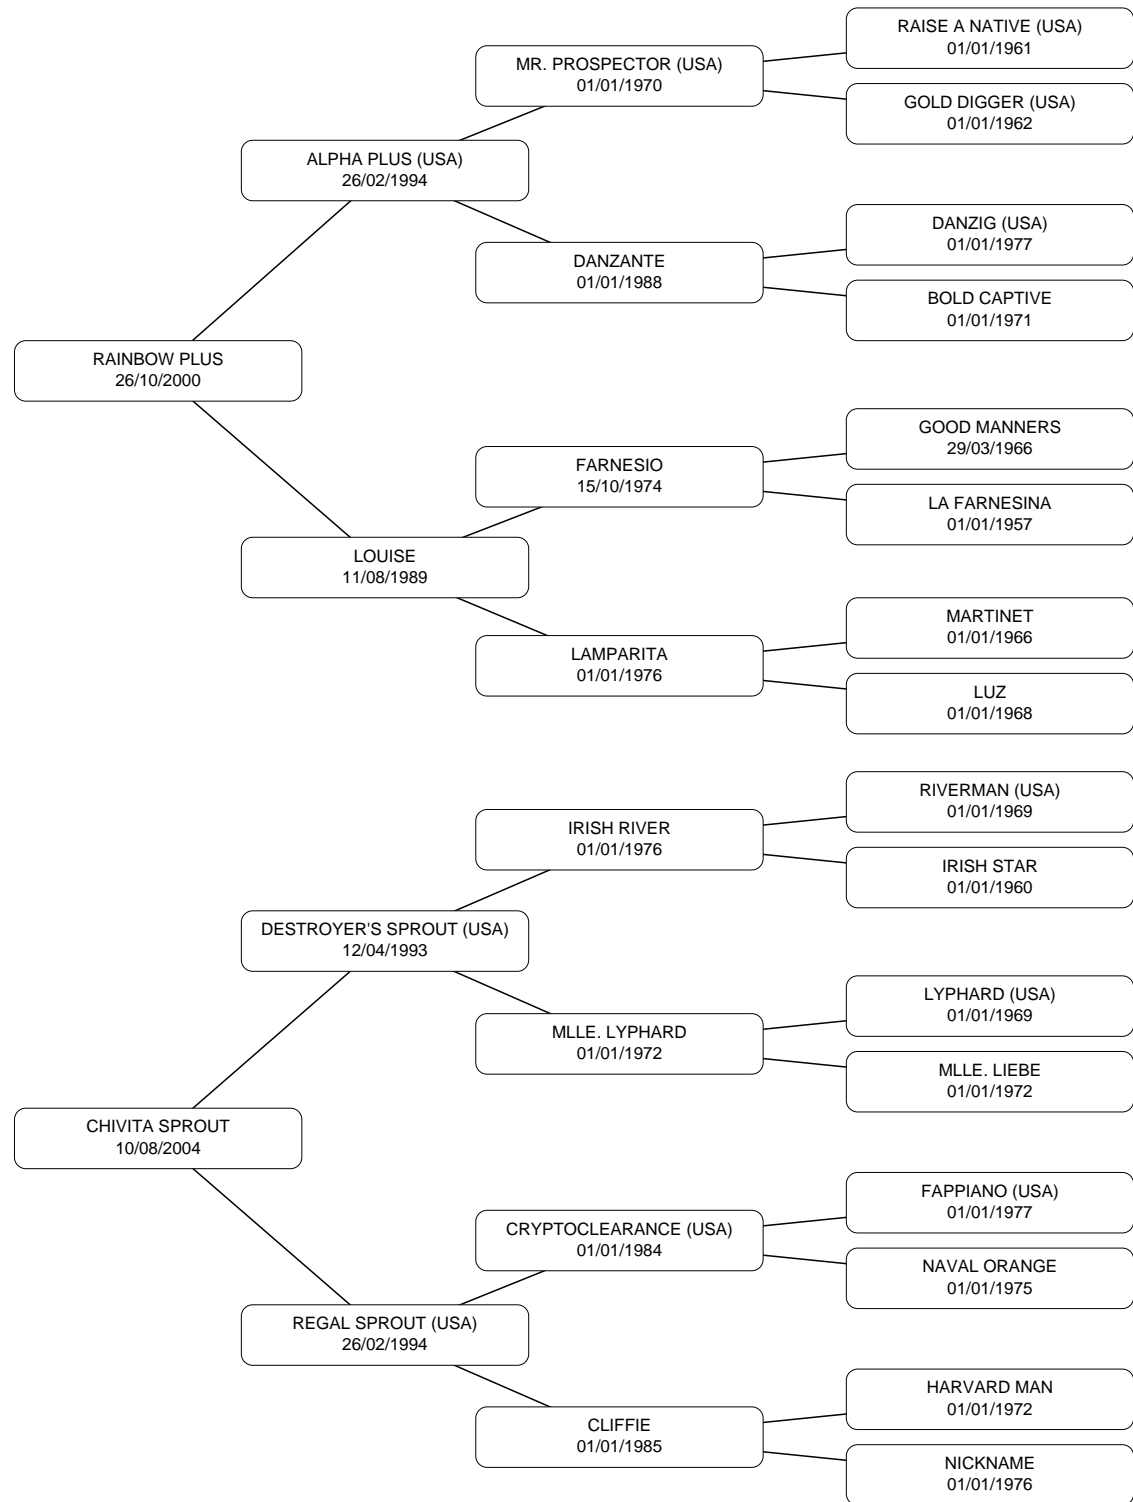 RAISE A NATIVE (USA)
01/01/1961
MR. PROSPECTOR (USA)
01/01/1970
GOLD DIGGER (USA)
01/01/1962
ALPHA PLUS (USA)
26/02/1994
DANZIG (USA)
01/01/1977
DANZANTE
01/01/1988
BOLD CAPTIVE
01/01/1971
RAINBOW PLUS
26/10/2000
GOOD MANNERS
29/03/1966
FARNESIO
15/10/1974
LA FARNESINA
01/01/1957
LOUISE
11/08/1989
MARTINET
01/01/1966
LAMPARITA
01/01/1976
LUZ
01/01/1968
RIVERMAN (USA)
01/01/1969
IRISH RIVER
01/01/1976
IRISH STAR
01/01/1960
DESTROYER'S SPROUT (USA)
12/04/1993
LYPHARD (USA)
01/01/1969
MLLE. LYPHARD
01/01/1972
MLLE. LIEBE
01/01/1972
CHIVITA SPROUT
10/08/2004
FAPPIANO (USA)
01/01/1977
CRYPTOCLEARANCE (USA)
01/01/1984
NAVAL ORANGE
01/01/1975
REGAL SPROUT (USA)
26/02/1994
HARVARD MAN
01/01/1972
CLIFFIE
01/01/1985
NICKNAME
01/01/1976